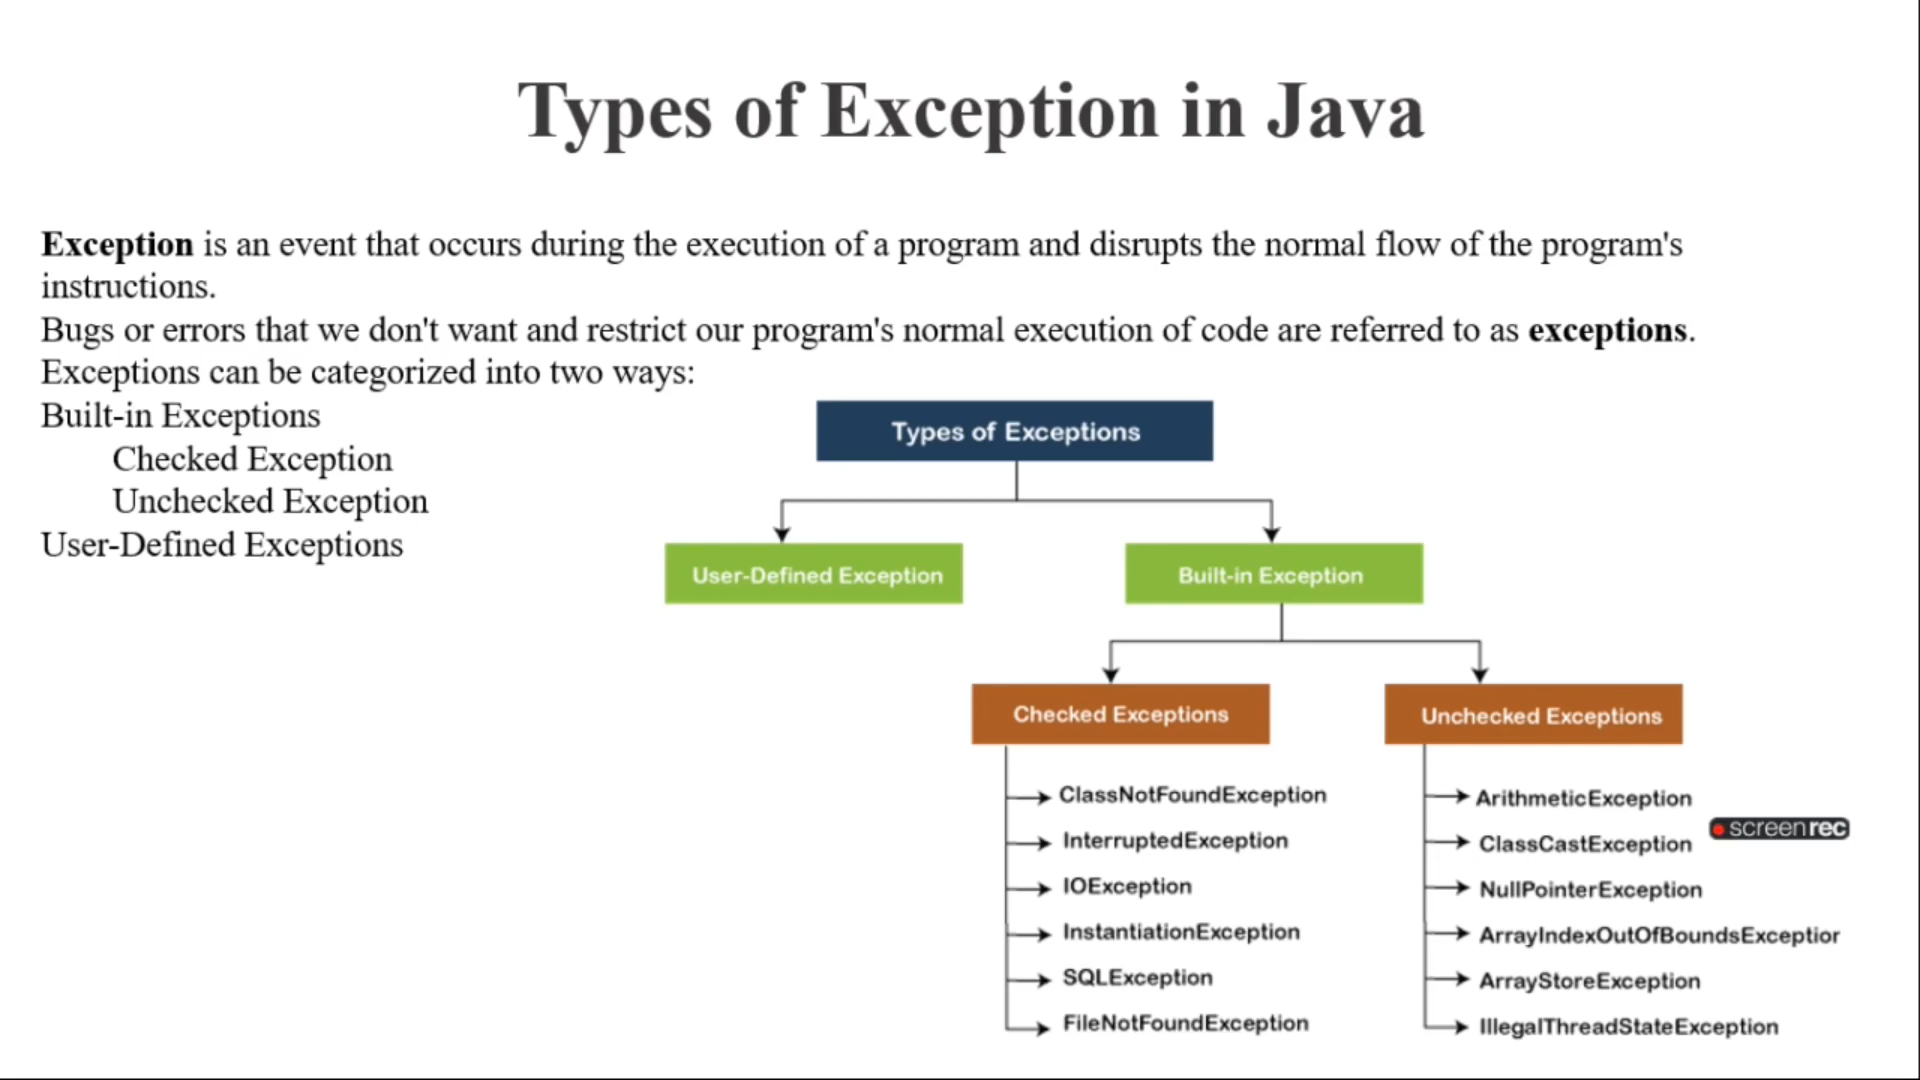 Types of Exception in Java
Exception is an event that occurs during the execution of a program and disrupts the normal flow of the program's
instructions.
Bugs or errors that we don't want and restrict our program's normal execution of code are referred to as exceptions.
Exceptions can be categorized into two ways:
Built-in Exceptions
Checked Exception
Unchecked Exception
User-Defined Exceptions
Types of Exceptions
User-Defined Exception
Built-in Exception
Checked Exceptions
ClassNotFoundException
InterruptedException
IOException
InstantiationException
SQLException
FileNotFoundException
Unchecked Exceptions
ArithmeticException
ClassCastException
NullPointerException
ArrayIndexOutOfBoundsExceptior
ArrayStoreException
IllegalThreadStateException
screenrec